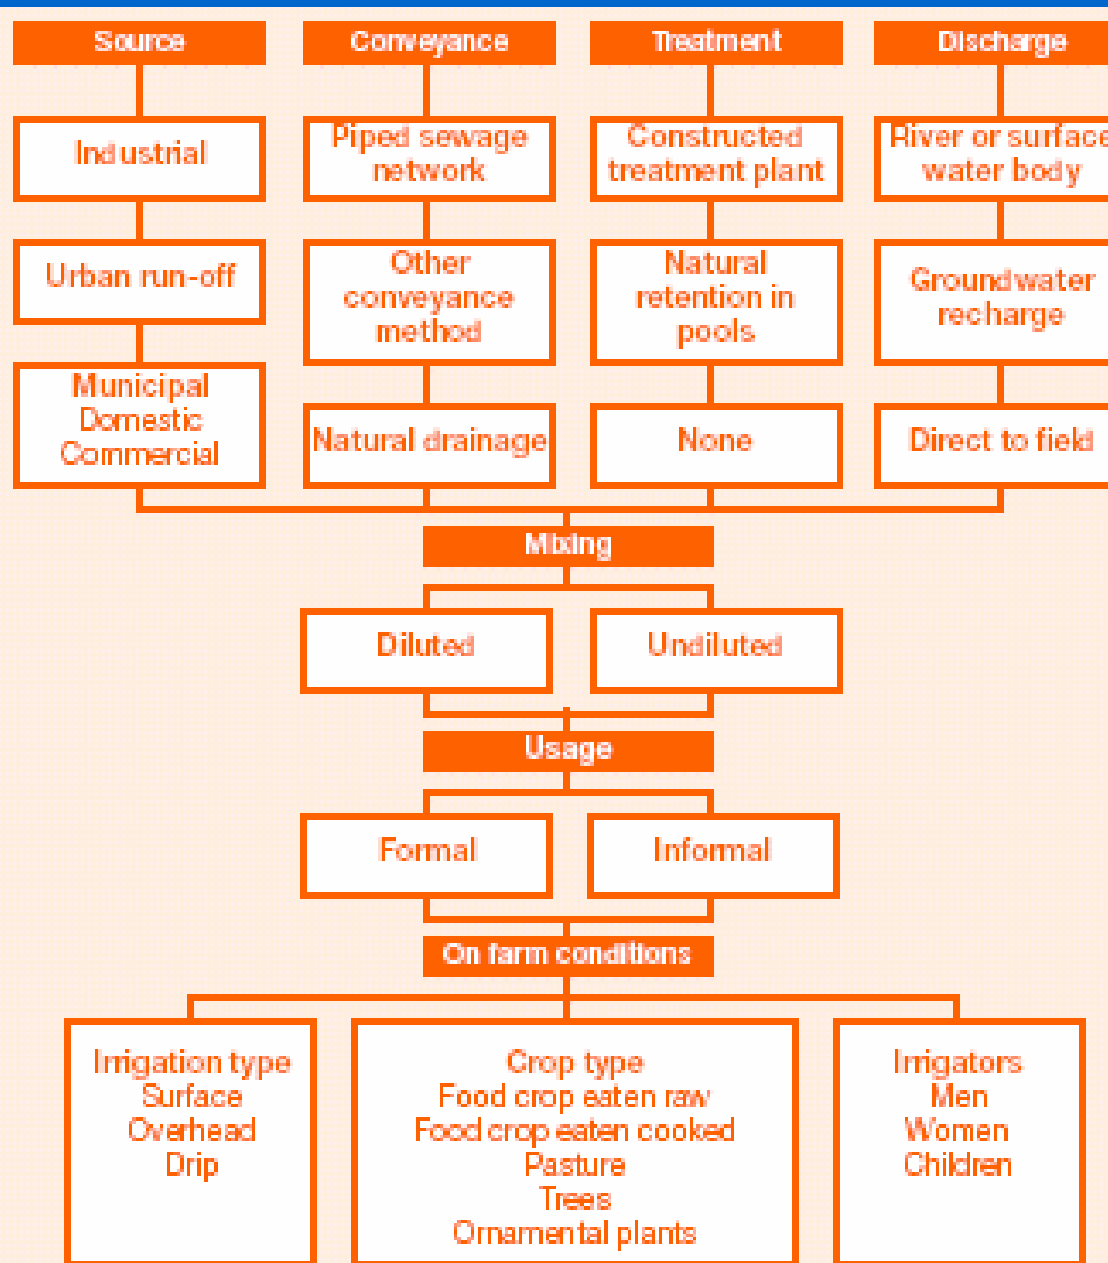 Source
Industrial
Urban run-off
Municipal
Domestic
Commercial
Conveyance
Piped sewage
network
Other
conveyance
method
Natural drainage
Treatment
Constructed
treatment plant
Natural
retention in
pools
None
Discharge
River or surface
water body
Groundwater
recharge
Direct to field
Mixing
Diluted
Undiluted
Usage
Formal
Informal
On farm conditions
Irrigation type
Surface
Overhead
Drip
Crop type
Food crop eaten raw
Food crop eaten cooked
Pasture
Trees
Ornamental plants
Irrigators
Men
Women
Children